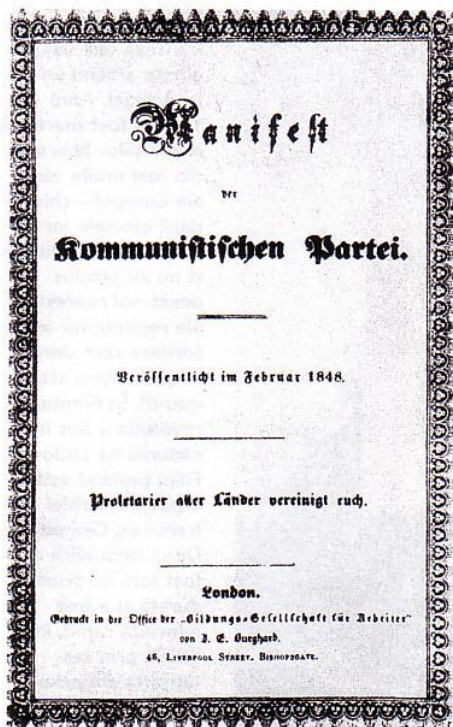 Manifest
der
Kommunistischen Partei.
Veröffentlicht im Februar 1848.
Proletarier aller Länder vereinigt euch.
London.
Gedruckt in der Office der „Bildungs-Gesellschaft für Arbeiter“
von J. E. Burghard.
46, LIVERPOOL STREET, BISHOPSGATE.